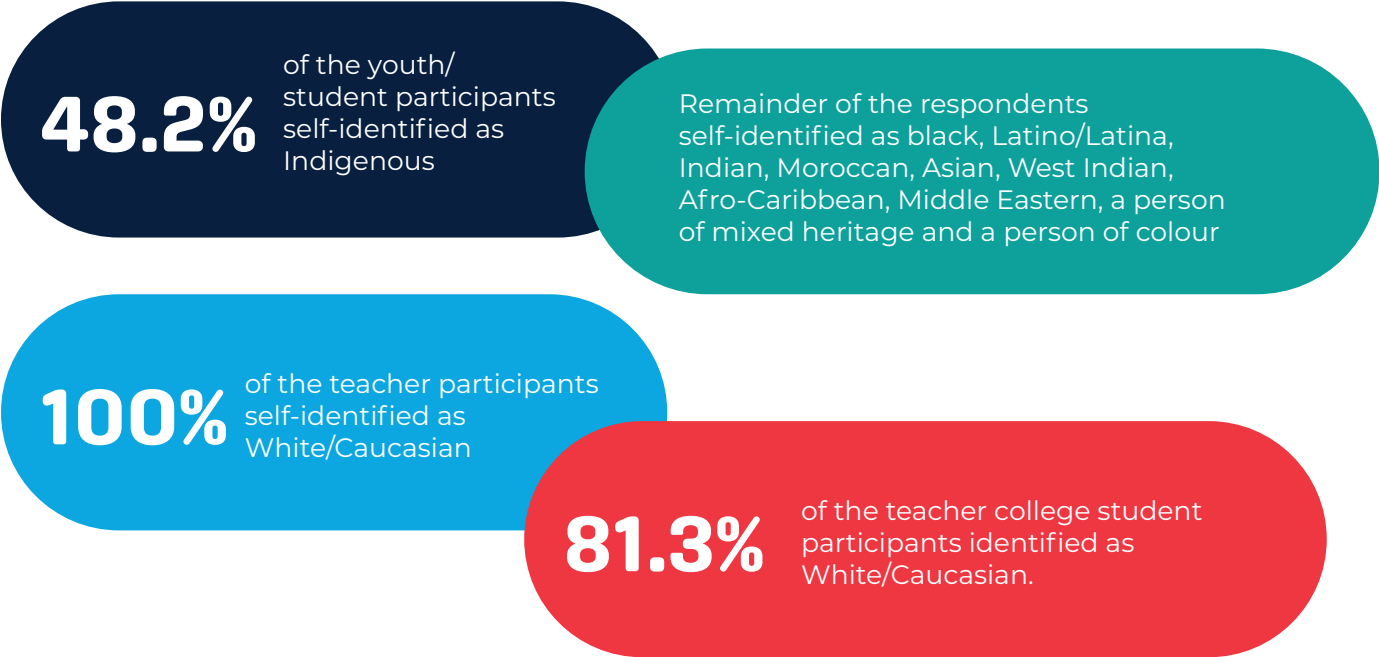 48.2%
of the youth/
student participants
self-identified as
Indigenous
Remainder of the respondents
self-identified as black, Latino/Latina,
Indian, Moroccan, Asian, West Indian,
Afro-Caribbean, Middle Eastern, a person
of mixed heritage and a person of colour
100%
of the teacher participants
self-identified as
White/Caucasian
81.3%
of the teacher college student
participants identified as
White/Caucasian.